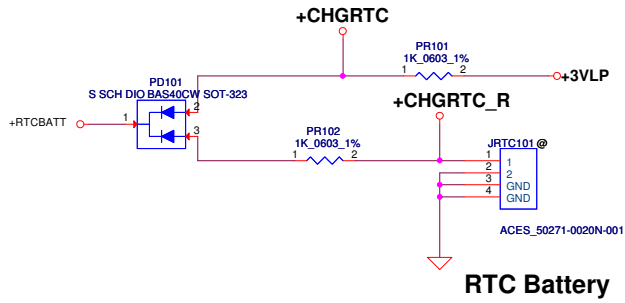 +CHGRTC
PR101
1K_0603_1%
1
2
+3VLP
PD101
S SCH DIO BAS40CW SOT-323
+RTCBATT
1
2
3
+CHGRTC_R
PR102
1K_0603_1%
1
2
JRTC101 @
1
2
3
4
1
2
GND
GND
ACES_50271-0020N-001
RTC Battery